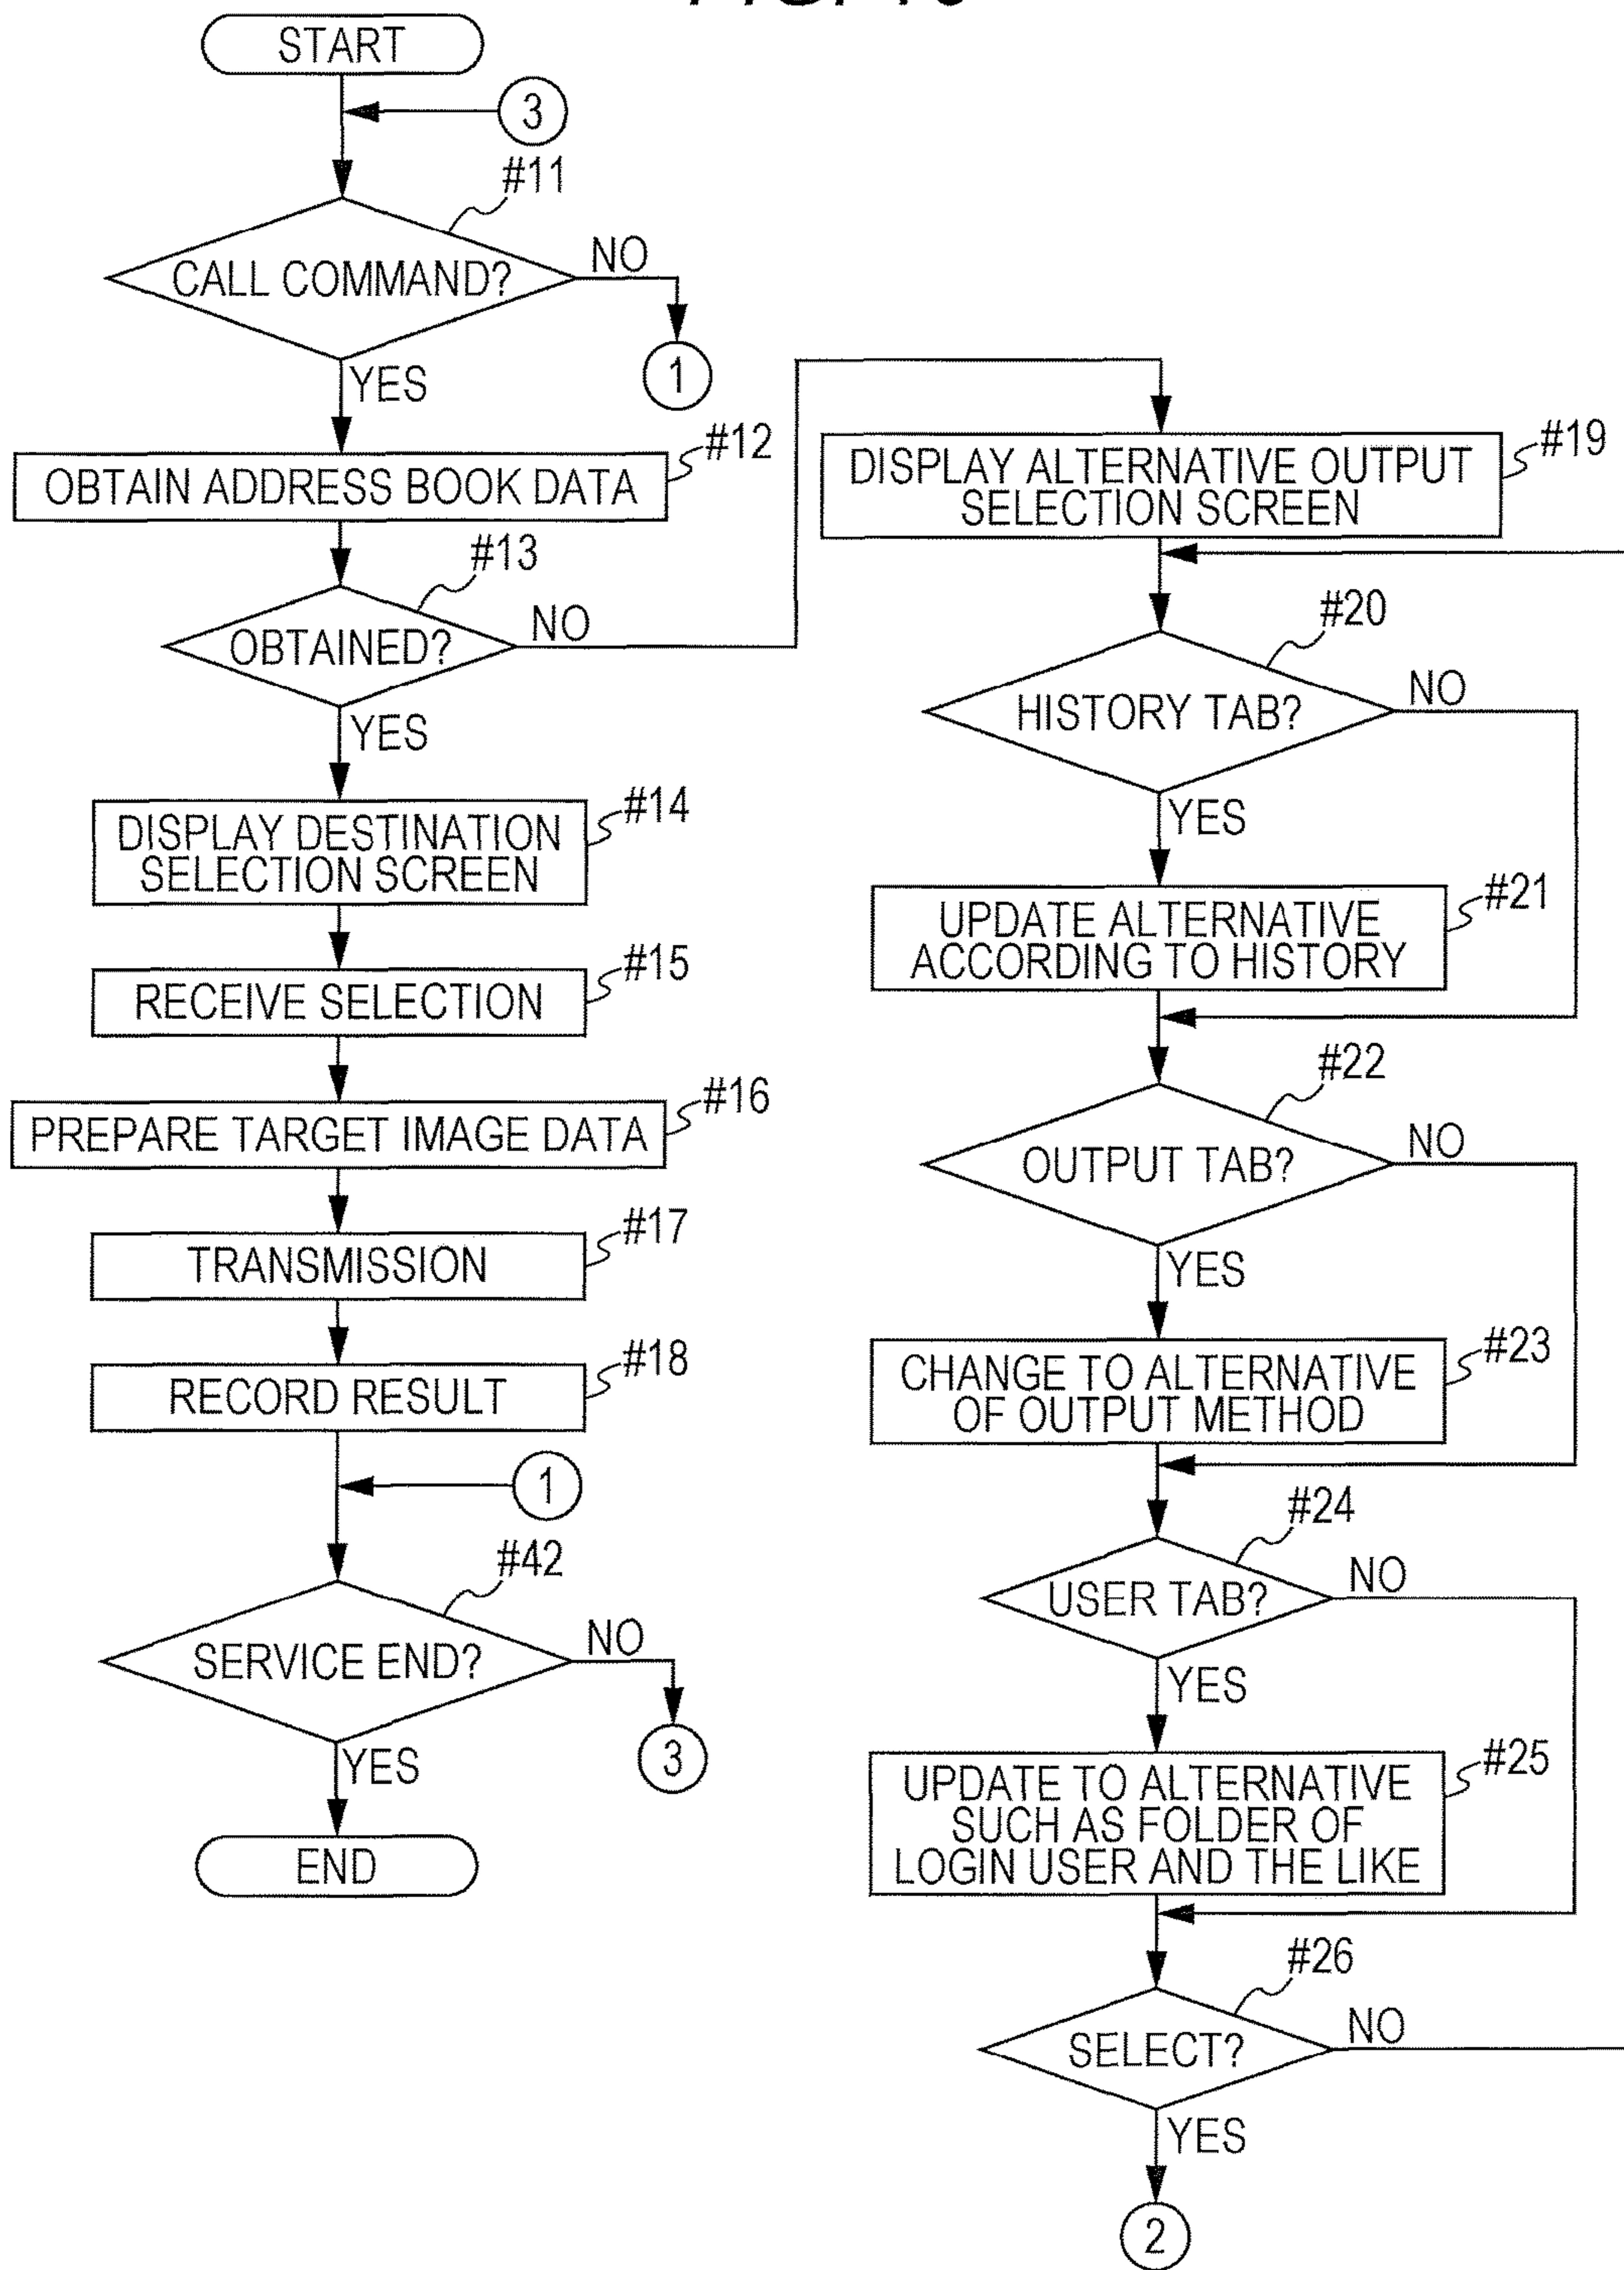 START
3
#11
CALL COMMAND?
NO
1
YES
#12
OBTAIN ADDRESS BOOK DATA
#13
OBTAINED?
NO
YES
#14
DISPLAY DESTINATION
SELECTION SCREEN
#15
RECEIVE SELECTION
#16
PREPARE TARGET IMAGE DATA
#17
TRANSMISSION
#18
RECORD RESULT
1
#42
SERVICE END?
NO
3
YES
END
#19
DISPLAY ALTERNATIVE OUTPUT
SELECTION SCREEN
#20
HISTORY TAB?
NO
YES
#21
UPDATE ALTERNATIVE
ACCORDING TO HISTORY
#22
OUTPUT TAB?
NO
YES
#23
CHANGE TO ALTERNATIVE
OF OUTPUT METHOD
#24
USER TAB?
NO
YES
#25
UPDATE TO ALTERNATIVE
SUCH AS FOLDER OF
LOGIN USER AND THE LIKE
#26
SELECT?
NO
YES
2